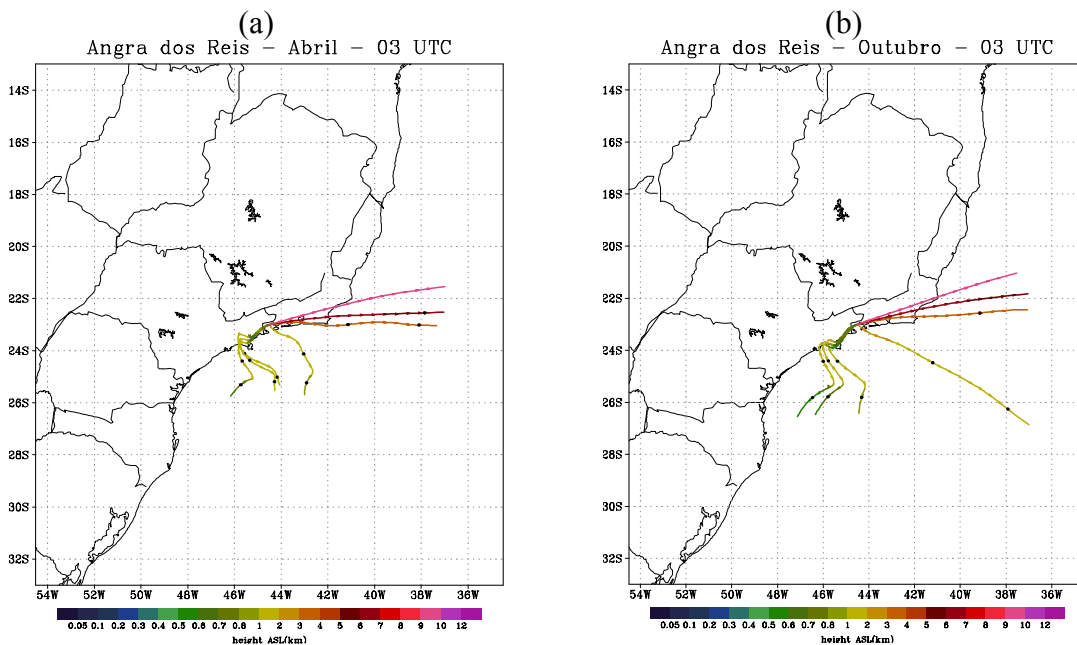 (a)
Angra dos Reis – Abril – 03 UTC
14S
16S
18S
20S
22S
24S
26S
28S
30S
32S
54W 52W 50W 48W 46W 44W 42W 40W 38W 36W
0.05 0.1 0.2 0.3 0.4 0.5 0.6 0.7 0.8 1 2 3 4 5 6 7 8 9 10 12
height ASL(km)
(b)
Angra dos Reis – Outubro – 03 UTC
14S
16S
18S
20S
22S
24S
26S
28S
30S
32S
54W 52W 50W 48W 46W 44W 42W 40W 38W 36W
0.05 0.1 0.2 0.3 0.4 0.5 0.6 0.7 0.8 1 2 3 4 5 6 7 8 9 10 12
height ASL(km)